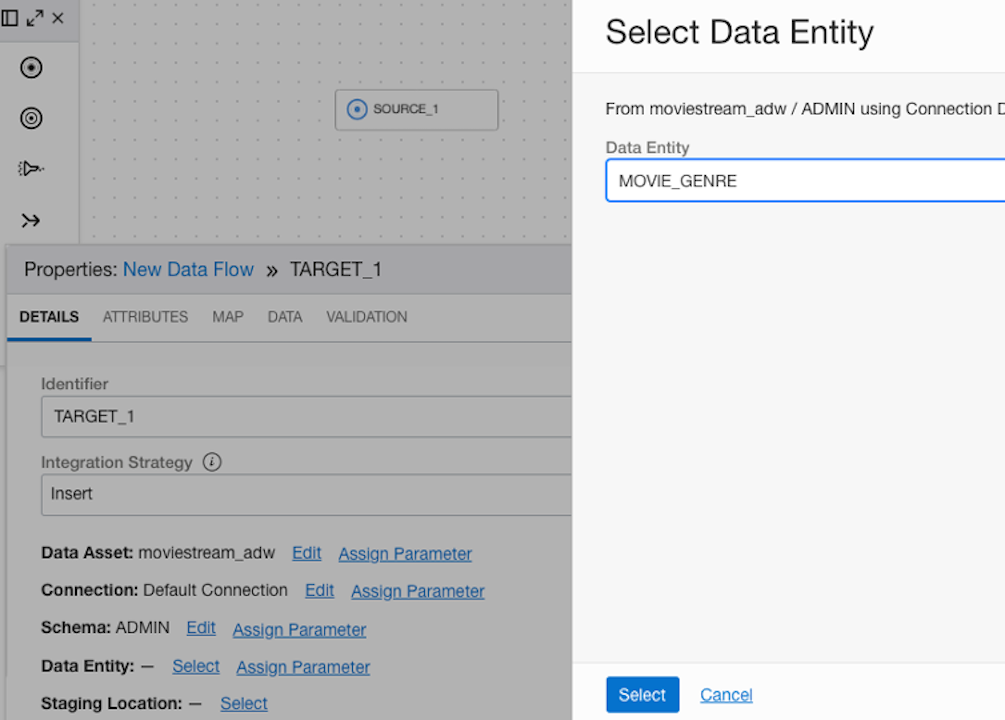 SOURCE_1
Properties: New Data Flow » TARGET_1
DETAILS ATTRIBUTES MAP DATA VALIDATION
Identifier
TARGET_1
Integration Strategy
Insert
Data Asset: moviestream_adw Edit Assign Parameter
Connection: Default Connection Edit Assign Parameter
Schema: ADMIN Edit Assign Parameter
Data Entity: — Select Assign Parameter
Staging Location: — Select
Select Data Entity
From moviestream_adw / ADMIN using Connection D
Data Entity
MOVIE_GENRE
Select Cancel